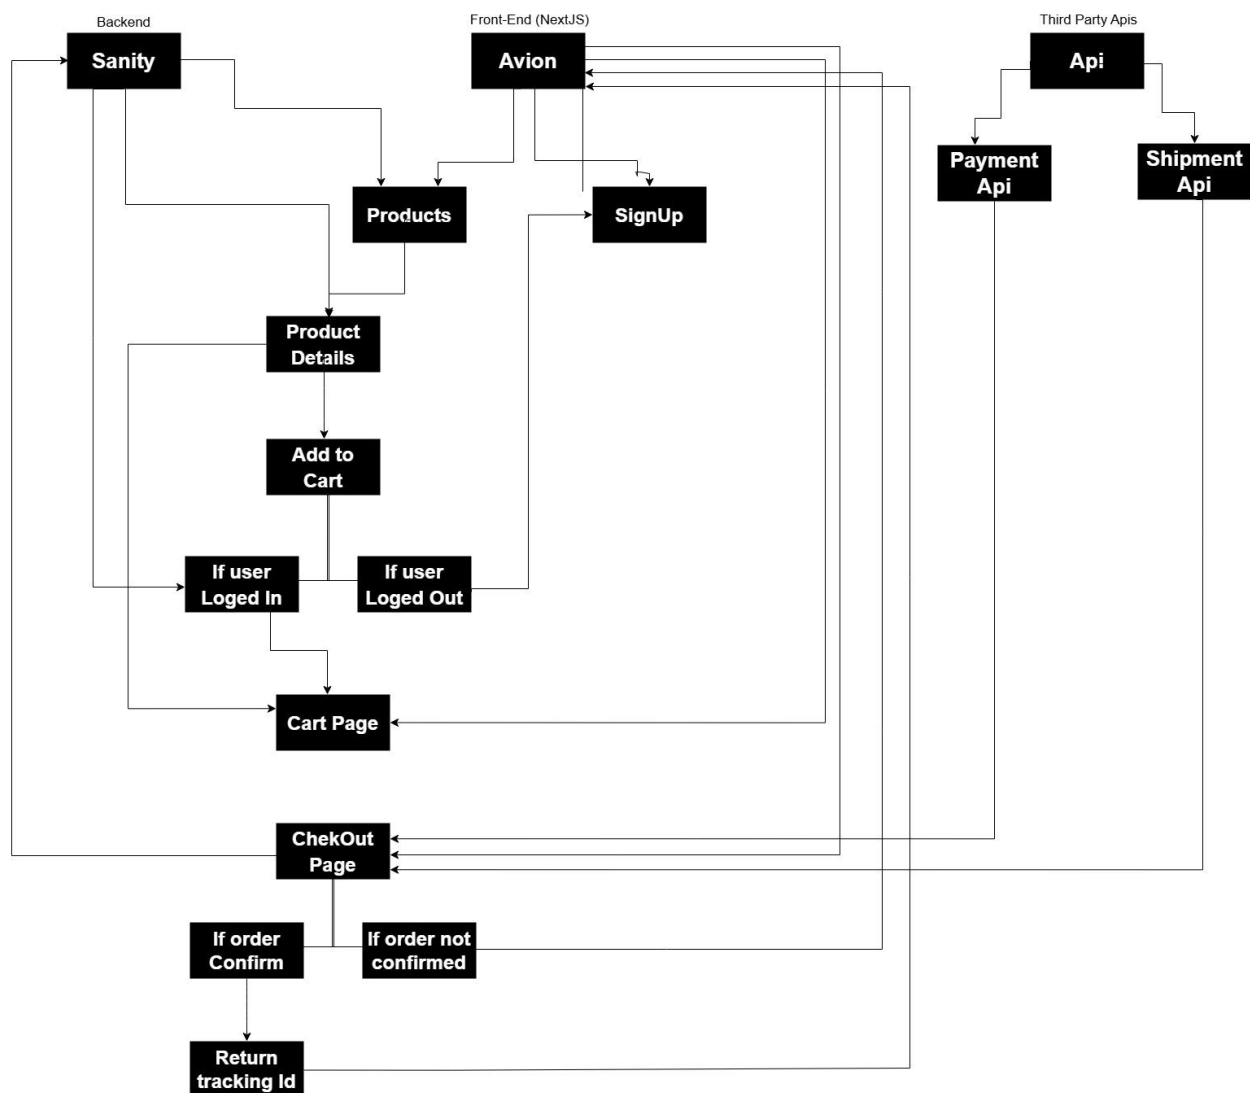 Backend
Front-End (NextJS)
Third Party Apis
Sanity
Avion
Api
Payment
Api
Shipment
Api
Products
SignUp
Product
Details
Add to
Cart
If user
Loged In
If user
Loged Out
Cart Page
ChekOut
Page
If order
Confirm
If order not
confirmed
Return
tracking Id